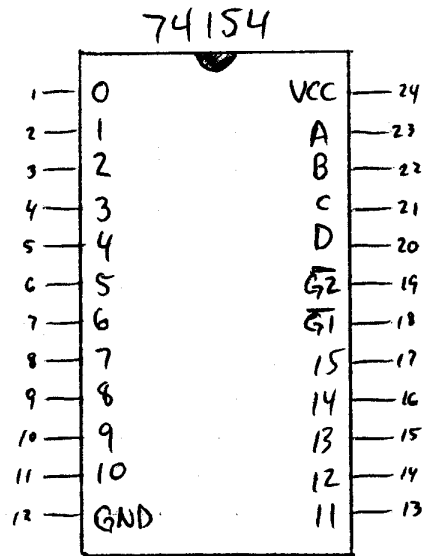 74154
1 0 VCC 24
2 1 A 23
3 2 B 22
4 3 C 21
5 4 D 20
6 5 G̅2̅ 19
7 6 G̅1̅ 18
8 7 15 17
9 8 14 16
10 9 13 15
11 10 12 14
12 GND 11 13